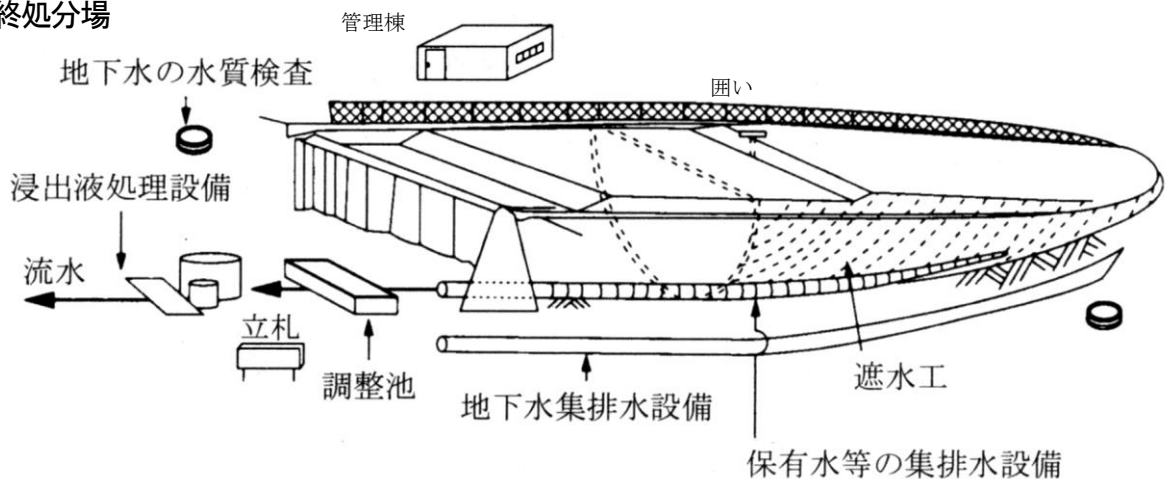 終処分場
管理棟
地下水の水質検査
囲い
浸出液処理設備
流水
立札
調整池
地下水集排水設備
遮水工
保有水等の集排水設備